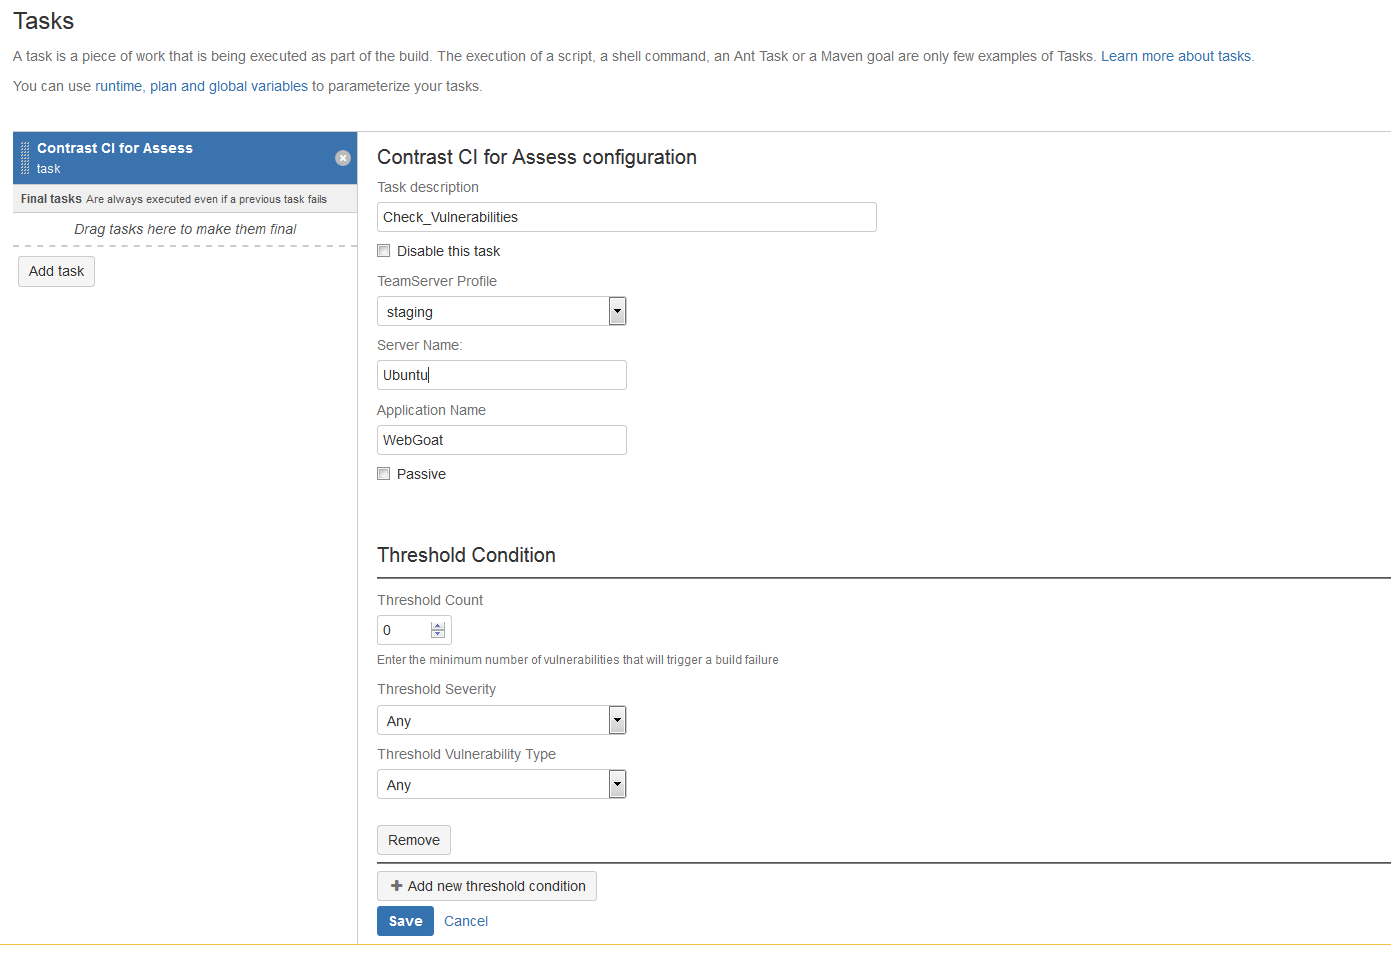 Tasks
A task is a piece of work that is being executed as part of the build. The execution of a script, a shell command, an Ant Task or a Maven goal are only few examples of Tasks. Learn more about tasks.
You can use runtime, plan and global variables to parameterize your tasks.
Contrast CI for Assess
task
Final tasks Are always executed even if a previous task fails
Drag tasks here to make them final
Add task
Contrast CI for Assess configuration
Task description
Check_Vulnerabilities
Disable this task
TeamServer Profile
staging
Server Name:
Ubuntu
Application Name
WebGoat
Passive
Threshold Condition
Threshold Count
0
Enter the minimum number of vulnerabilities that will trigger a build failure
Threshold Severity
Any
Threshold Vulnerability Type
Any
Remove
Add new threshold condition
Save Cancel